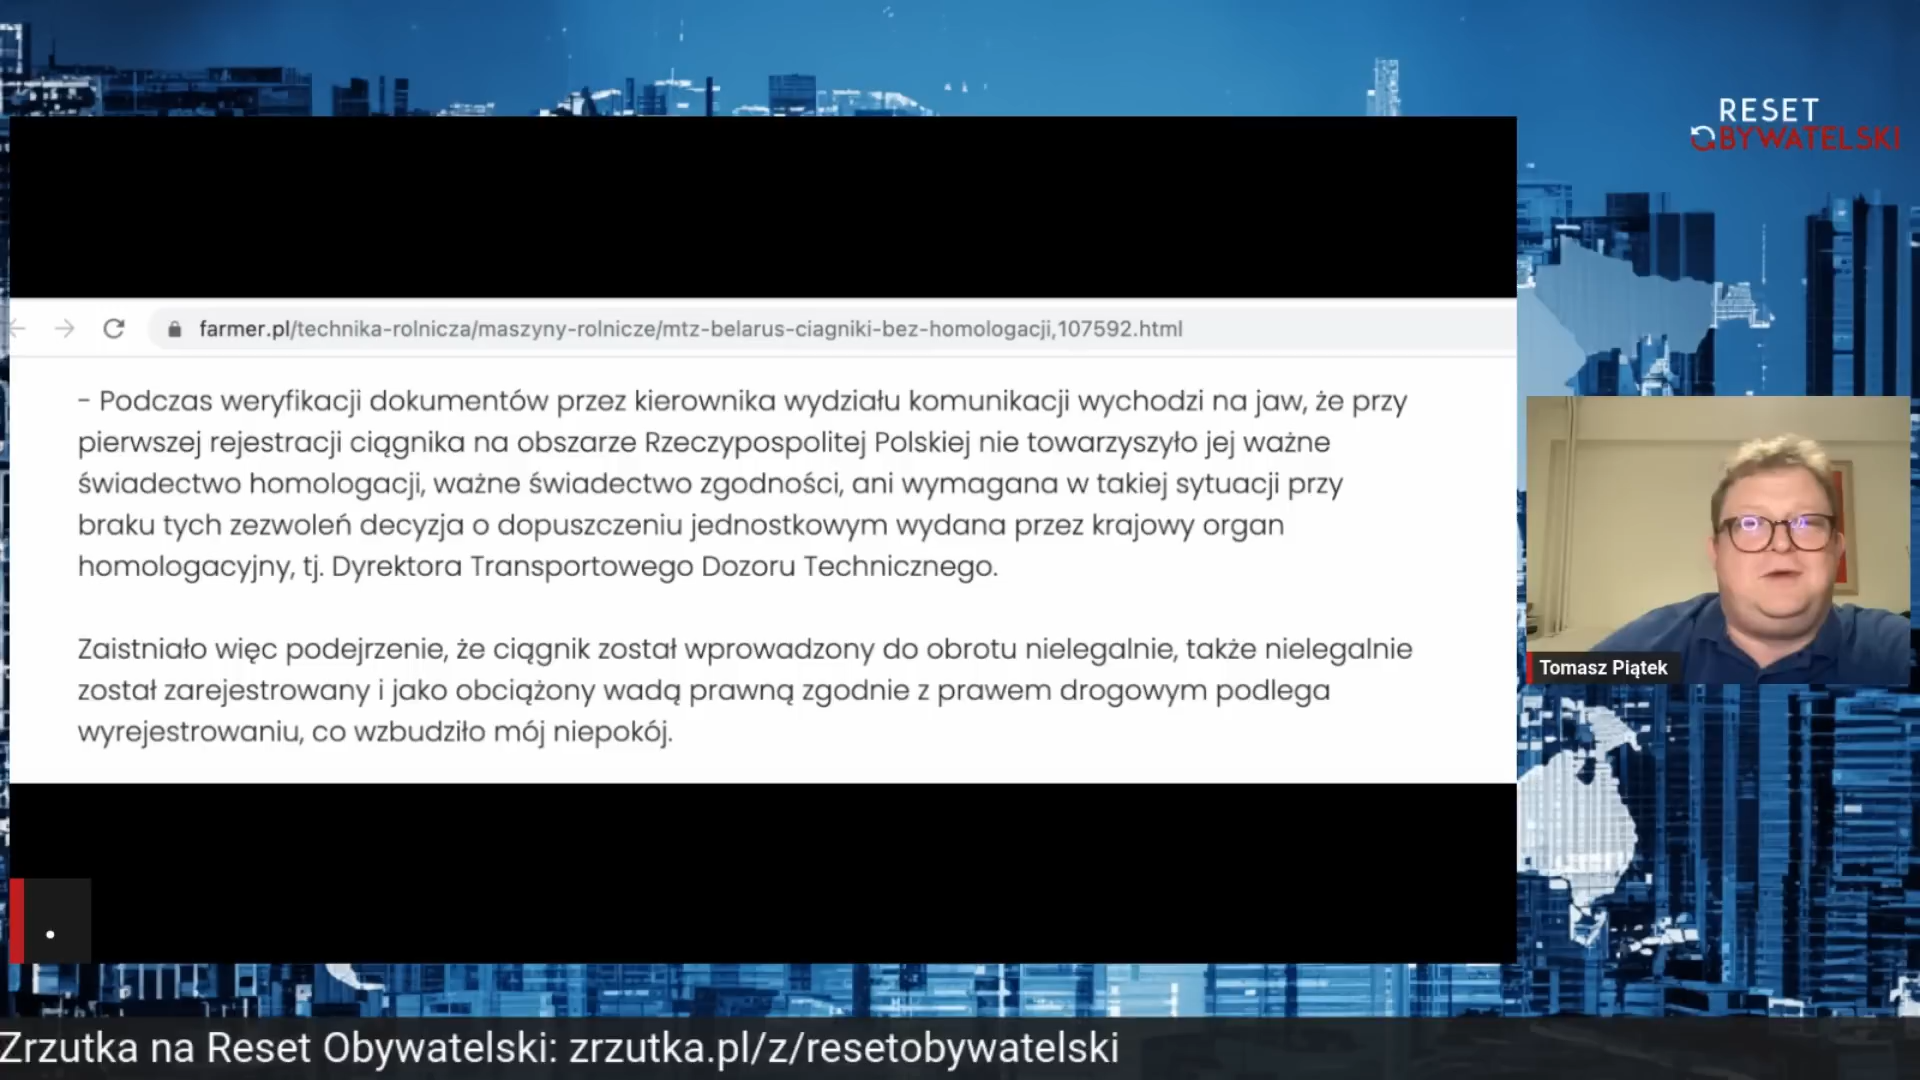 RESET
OBYWATELSKI
farmer.pl/technika-rolnicza/maszyny-rolnicze/mtz-belarus-ciagniki-bez-homologacji,107592.html
- Podczas weryfikacji dokumentów przez kierownika wydziału komunikacji wychodzi na jaw, że przy
pierwszej rejestracji ciągnika na obszarze Rzeczypospolitej Polskiej nie towarzyszyło jej ważne
świadectwo homologacji, ważne świadectwo zgodności, ani wymagana w takiej sytuacji przy
braku tych zezwoleń decyzja o dopuszczeniu jednostkowym wydana przez krajowy organ
homologacyjny, tj. Dyrektora Transportowego Dozoru Technicznego.
Zaistniało więc podejrzenie, że ciągnik został wprowadzony do obrotu nielegalnie, także nielegalnie
został zarejestrowany i jako obciążony wadą prawną zgodnie z prawem drogowym podlega
wyrejestrowaniu, co wzbudziło mój niepokój.
Tomasz Piątek
.
Zrzutka na Reset Obywatelski: zrzutka.pl/z/resetobywatelski